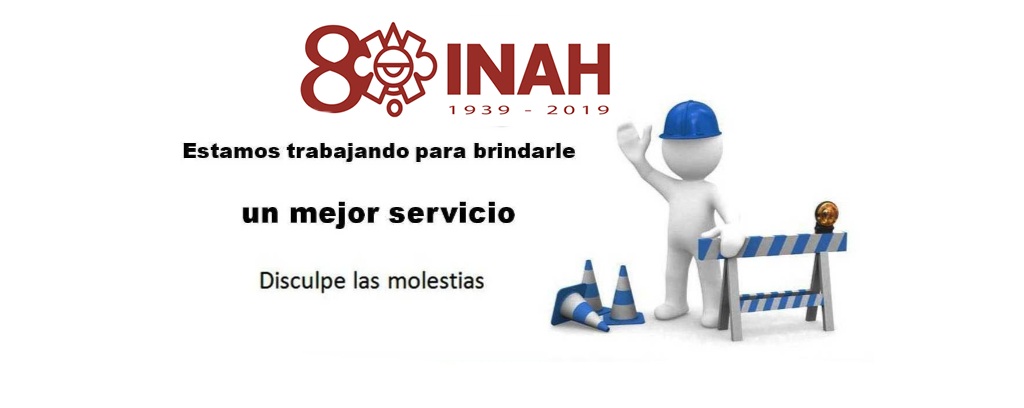 80 INAH
1939 - 2019
Estamos trabajando para brindarle
un mejor servicio
Disculpe las molestias